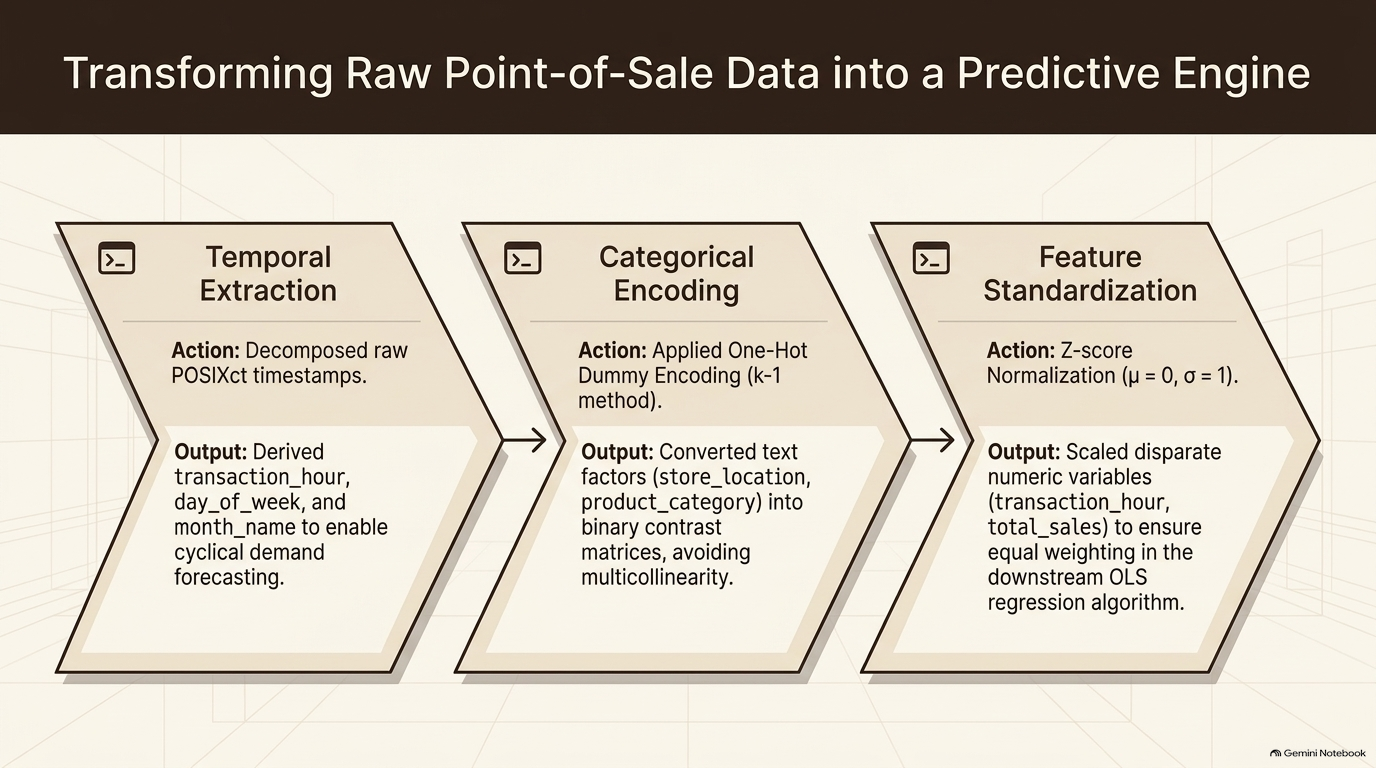 Transforming Raw Point-of-Sale Data into a Predictive Engine
Temporal
Extraction
Action: Decomposed raw
POSIXct timestamps.
Output: Derived
transaction_hour,
day_of_week, and
month_name to enable
cyclical demand
forecasting.
Categorical
Encoding
Action: Applied One-Hot
Dummy Encoding (k-1
method).
Output: Converted text
factors (store_location,
product_category) into
binary contrast
matrices, avoiding
multicollinearity.
Feature
Standardization
Action: Z-score
Normalization (μ = 0, σ = 1).
Output: Scaled disparate
numeric variables
(transaction_hour,
total_sales) to ensure
equal weighting in the
downstream OLS
regression algorithm.
Gemini Notebook